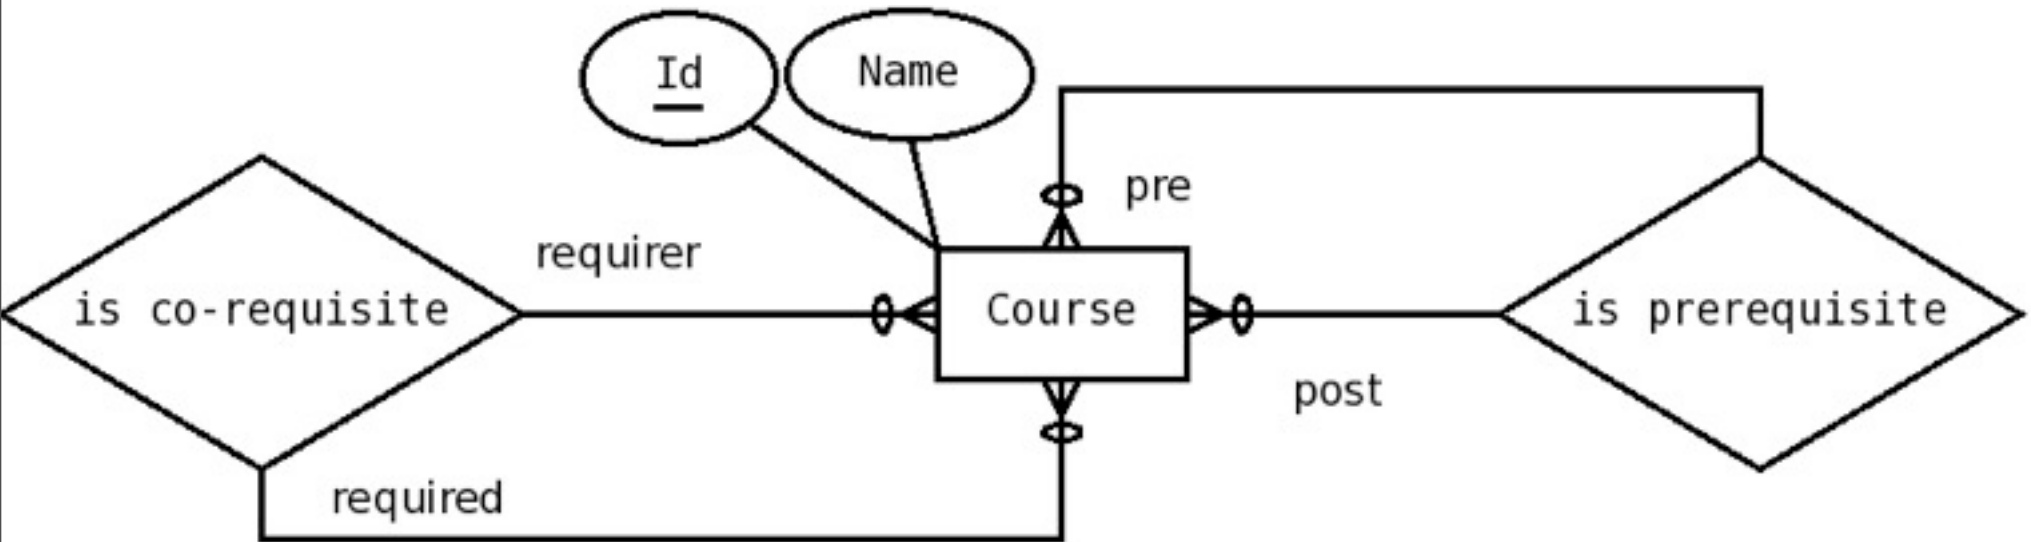 Id
Name
pre
requirer
is co-requisite
Course
is prerequisite
post
required